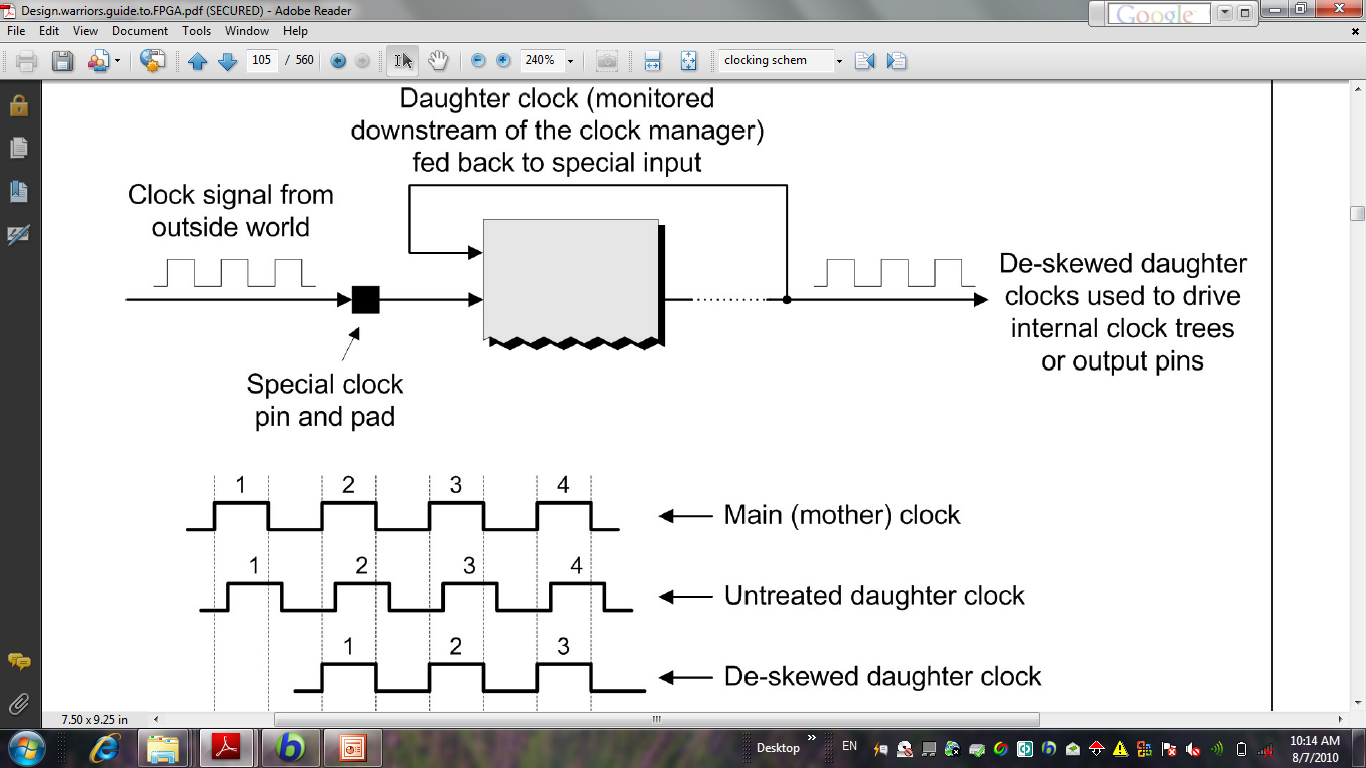 Design.warriors.guide.to.FPGA.pdf (SECURED) - Adobe Reader
Google
File Edit View Document Tools Window Help
105 / 560 240% clocking schem
Daughter clock (monitored
downstream of the clock manager)
fed back to special input
Clock signal from
outside world
De-skewed daughter
clocks used to drive
internal clock trees
or output pins
Special clock
pin and pad
1 2 3 4
Main (mother) clock
1 2 3 4
Untreated daughter clock
1 2 3
De-skewed daughter clock
7.50 x 9.25 in
Desktop » EN 10:14 AM
8/7/2010